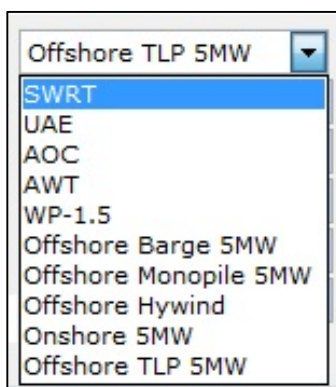 Offshore TLP 5MW
SWRT
UAE
AOC
AWT
WP-1.5
Offshore Barge 5MW
Offshore Monopile 5MW
Offshore Hywind
Onshore 5MW
Offshore TLP 5MW